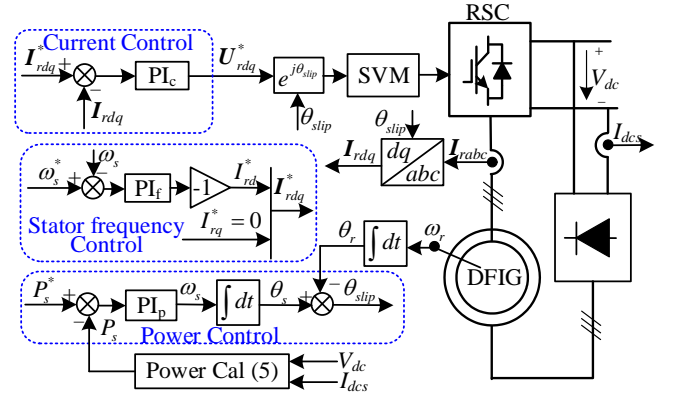 RSC
Current Control
I*rdq
+
−
PIc
Irdq
U*rdq
e^jθslip
θslip
SVM
+
Vdc
−
Idcs
ω*s
ωs
+
−
PIf
-1
I*rd
I*rdq
I*rq = 0
Stator frequency
Control
Irdq
θslip
dq
abc
Irabc
θr
∫dt
ωr
DFIG
P*s
+
−
PIp
ωs
∫dt
θs
+
−
θslip
Ps
Power Control
Power Cal (5)
Vdc
Idcs